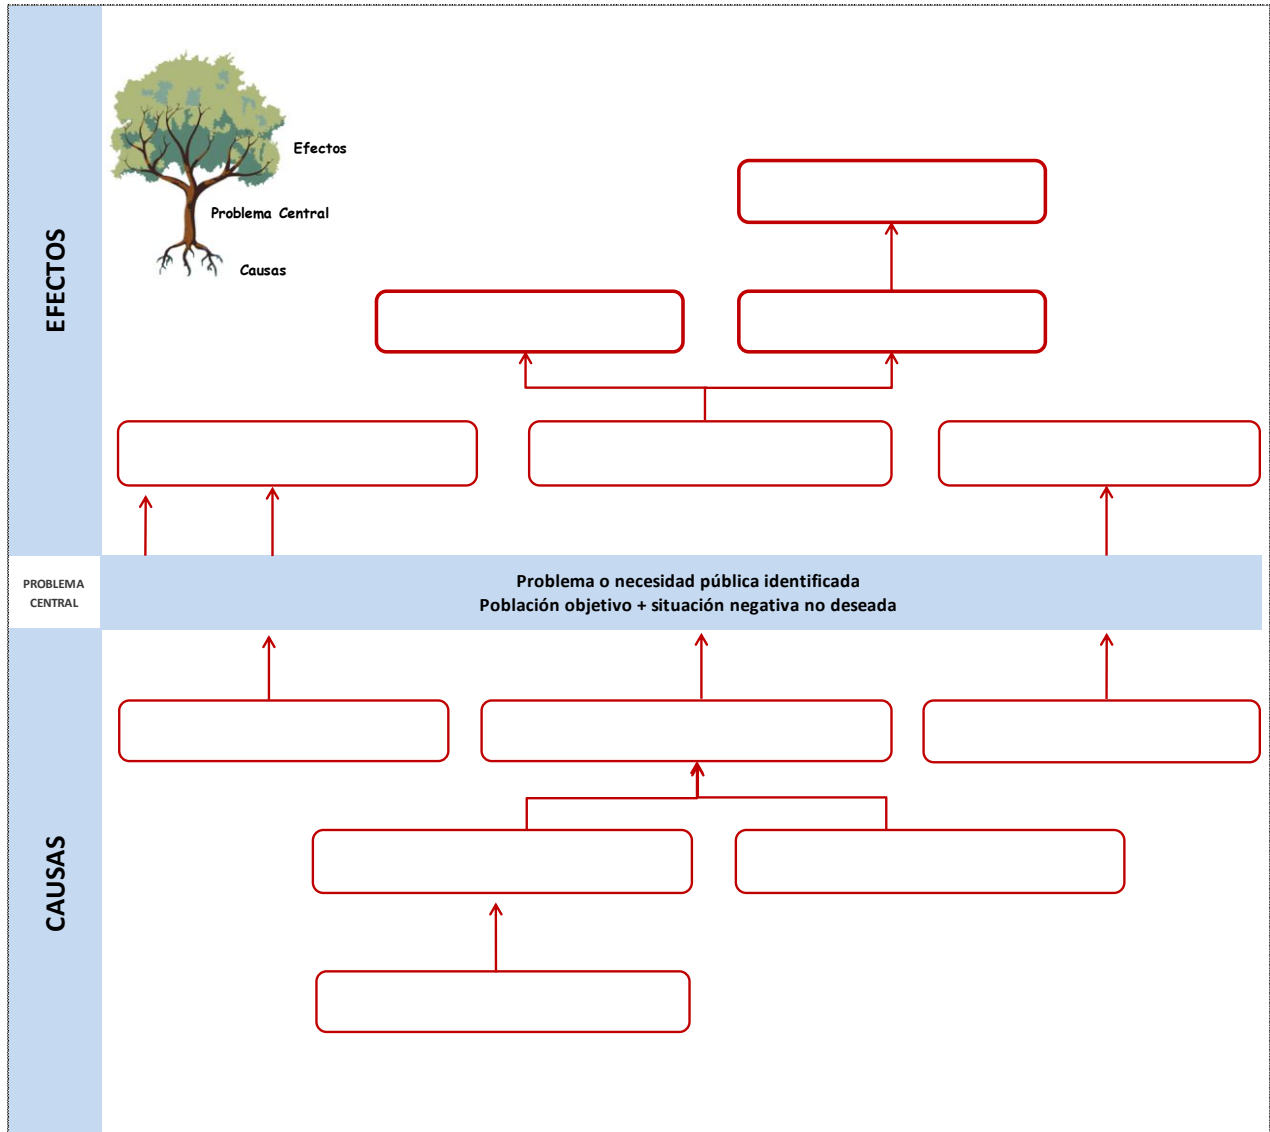 EFECTOS
Efectos
Problema Central
Causas
PROBLEMA
CENTRAL
Problema o necesidad pública identificada
Población objetivo + situación negativa no deseada
CAUSAS